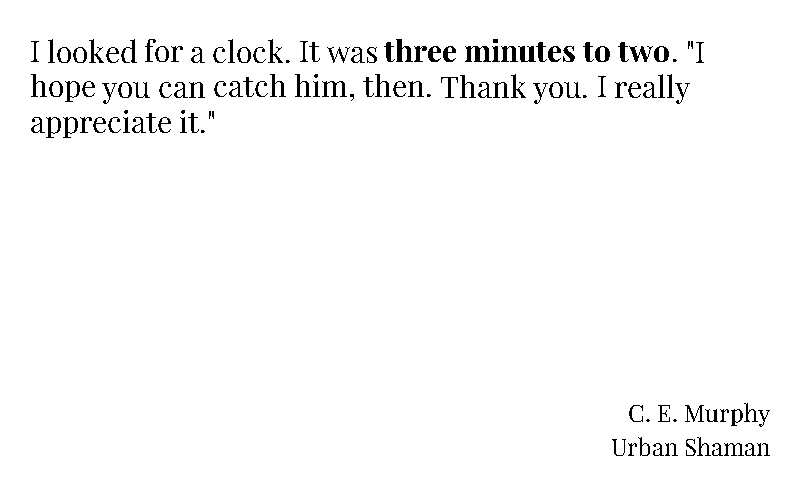 I looked for a clock. It was three minutes to two. "I
hope you can catch him, then. Thank you. I really
appreciate it."
C. E. Murphy
Urban Shaman